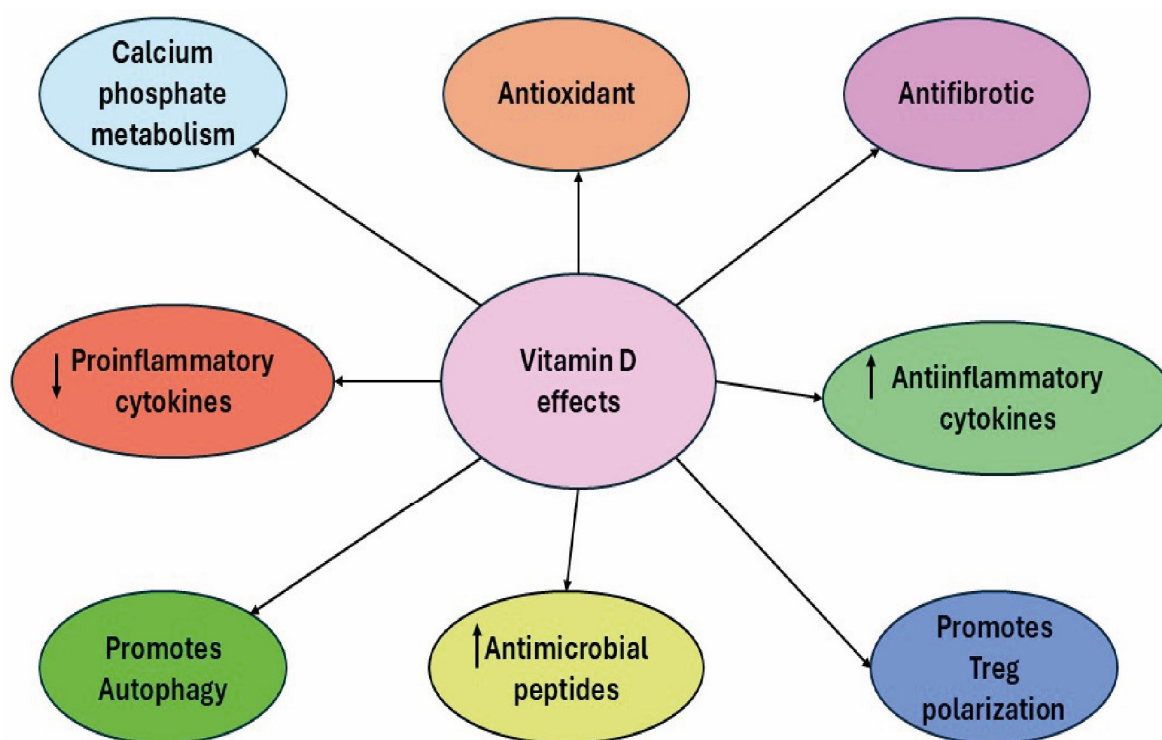 Calcium
phosphate
metabolism
Antioxidant
Antifibrotic
↓ Proinflammatory
cytokines
Vitamin D
effects
↑ Antiinflammatory
cytokines
Promotes
Autophagy
↑ Antimicrobial
peptides
Promotes
Treg
polarization